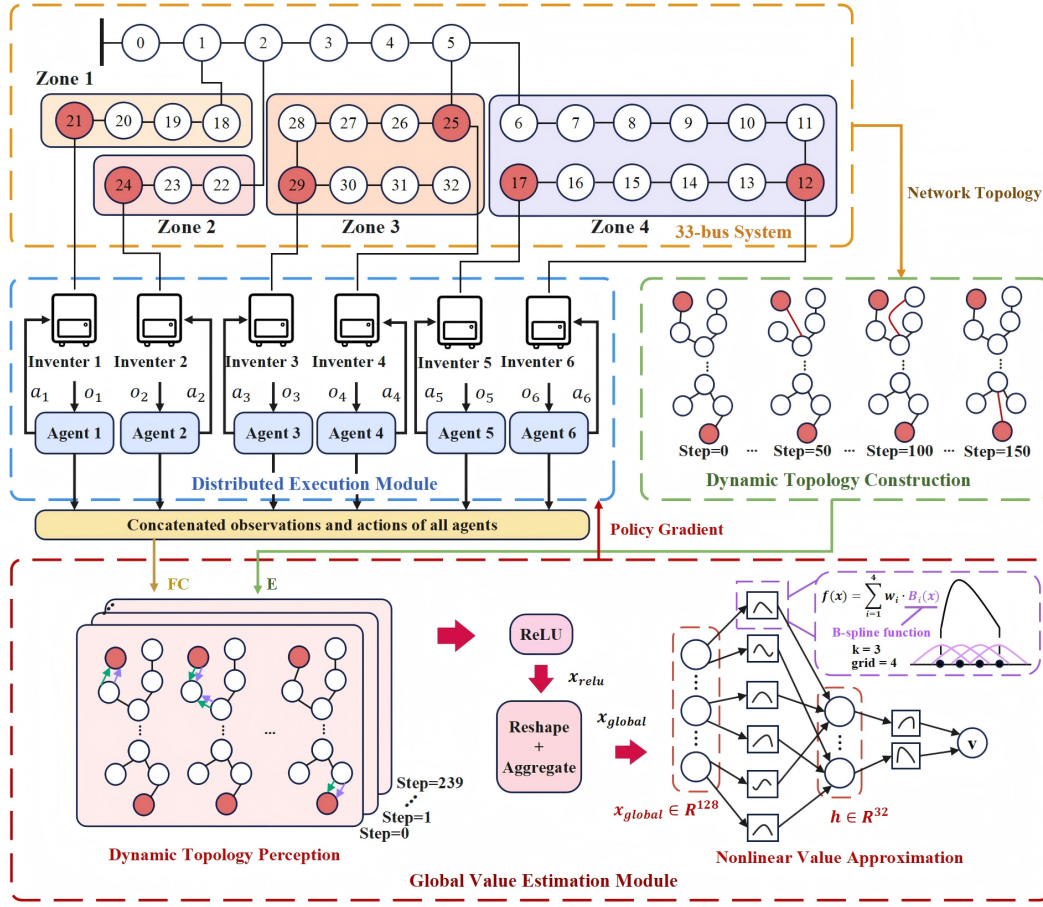 0 1 2 3 4 5
Zone 1
21 20 19 18
28 27 26 25
6 7 8 9 10 11
24 23 22
29 30 31 32
17 16 15 14 13 12
Zone 2
Zone 3
Zone 4
33-bus System
Network Topology
Inventer 1
Inventer 2
Inventer 3
Inventer 4
Inventer 5
Inventer 6
a₁ o₁ o₂ a₂ a₃ o₃ o₄ a₄ a₅ o₅ o₆ a₆
Agent 1
Agent 2
Agent 3
Agent 4
Agent 5
Agent 6
Distributed Execution Module
Step=0 ... Step=50 ... Step=100 ... Step=150
Dynamic Topology Construction
Concatenated observations and actions of all agents
Policy Gradient
FC
E
Step=239
Step=1
Step=0
Dynamic Topology Perception
ReLU
x_relu
Reshape
+
Aggregate
x_global
x_global ∈ R¹²⁸
h ∈ R³²
v
f(x) = ∑_{i=1}^{4} w_i · B_i(x)
B-spline function
k = 3
grid = 4
Nonlinear Value Approximation
Global Value Estimation Module